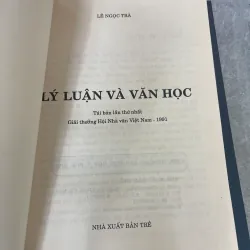 LÊ NGỌC TRÀ
LÝ LUẬN VÀ VĂN HỌC
Tái bản lần thứ nhất
Giải thưởng Hội Nhà văn Việt Nam - 1991
NHÀ XUẤT BẢN TRẺ